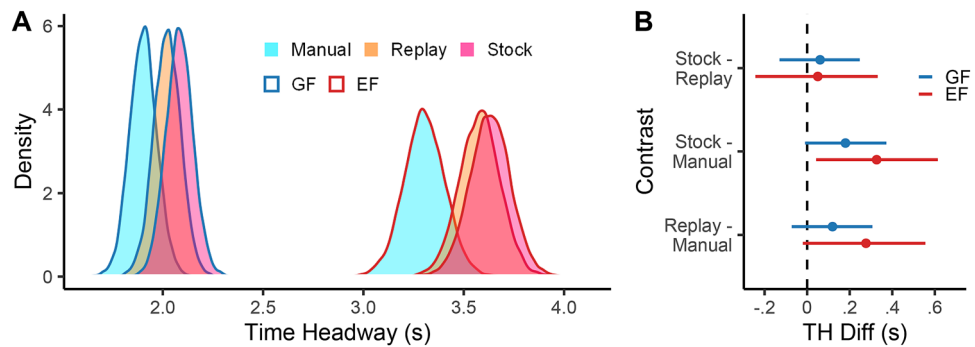 A
B
Density
6
4
2
0
Manual
Replay
Stock
GF
EF
2.0
2.5
3.0
3.5
4.0
Time Headway (s)
Contrast
Stock -
Replay
Stock -
Manual
Replay -
Manual
GF
EF
-.2
0
.2
.4
.6
TH Diff (s)